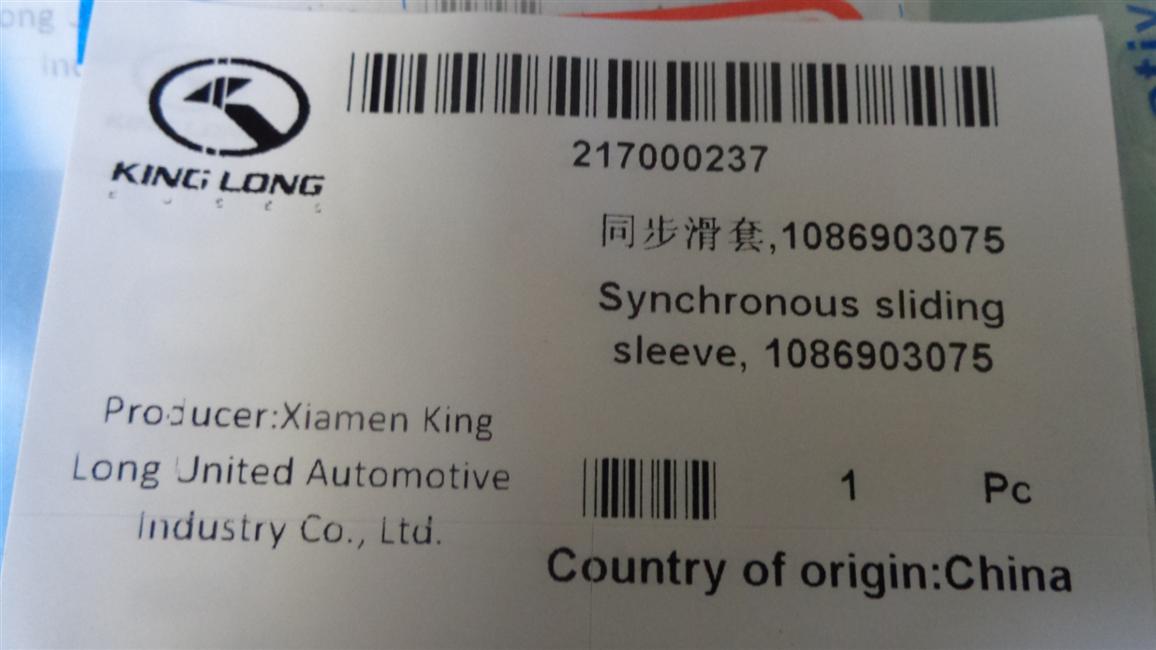 KING LONG
217000237
同步滑套,1086903075
Synchronous sliding
sleeve, 1086903075
Producer:Xiamen King
Long United Automotive
Industry Co., Ltd.
1 Pc
Country of origin:China